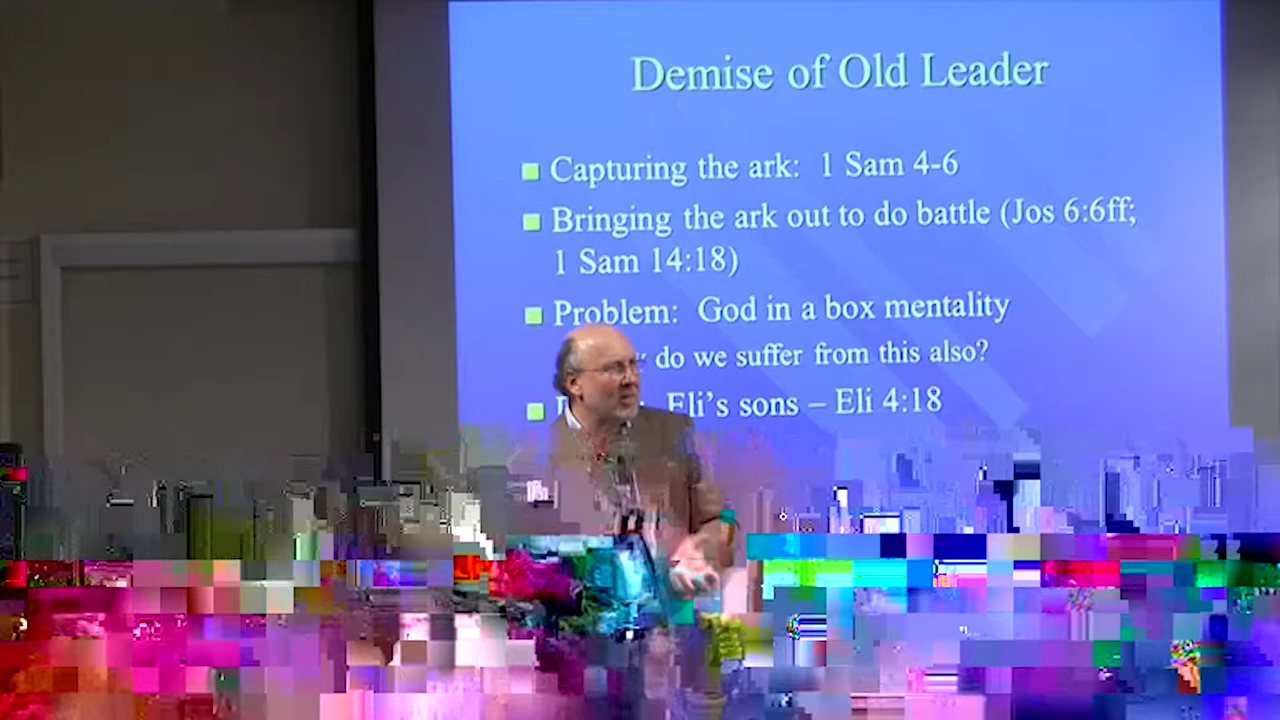 Demise of Old Leader
Capturing the ark: 1 Sam 4-6
Bringing the ark out to do battle (Jos 6:6ff;
1 Sam 14:18)
Problem: God in a box mentality
do we suffer from this also?
Eli's sons – Eli 4:18